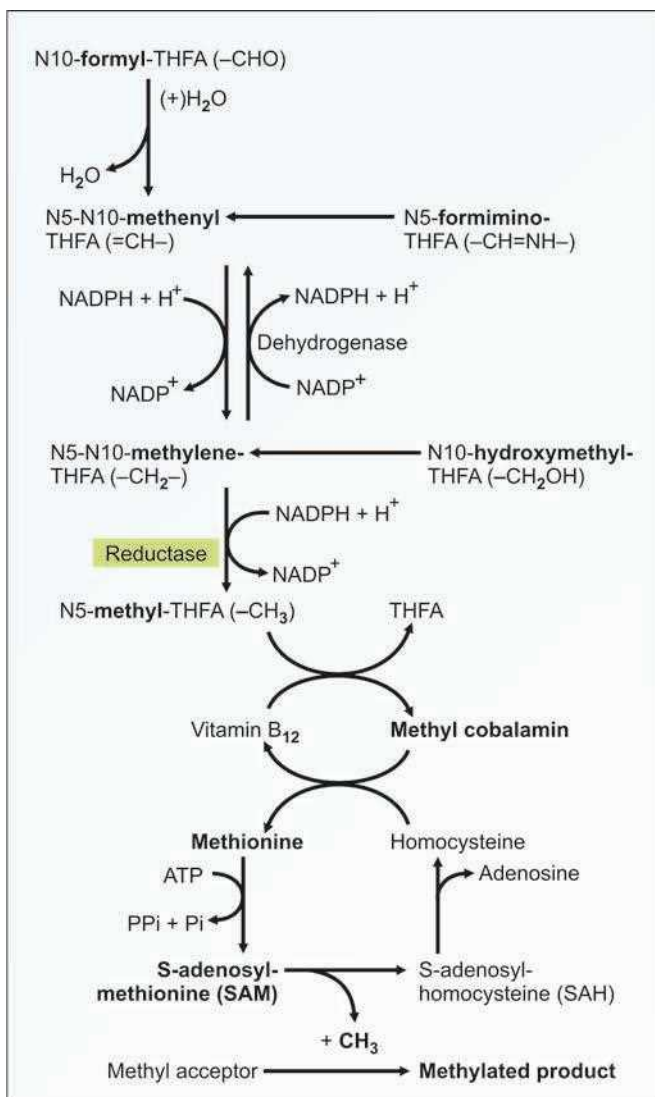 N10-formyl-THFA (–CHO)
(+)H₂O
H₂O
N5-N10-methenyl
THFA (=CH–)
N5-formimino-
THFA (–CH=NH–)
NADPH + H⁺
NADPH + H⁺
Dehydrogenase
NADP⁺
NADP⁺
N5-N10-methylene-
THFA (–CH₂–)
N10-hydroxymethyl-
THFA (–CH₂OH)
NADPH + H⁺
Reductase
NADP⁺
N5-methyl-THFA (–CH₃)
THFA
Vitamin B₁₂
Methyl cobalamin
Methionine
Homocysteine
ATP
Adenosine
PPi + Pi
S-adenosyl-
methionine (SAM)
S-adenosyl-
homocysteine (SAH)
+ CH₃
Methyl acceptor
Methylated product